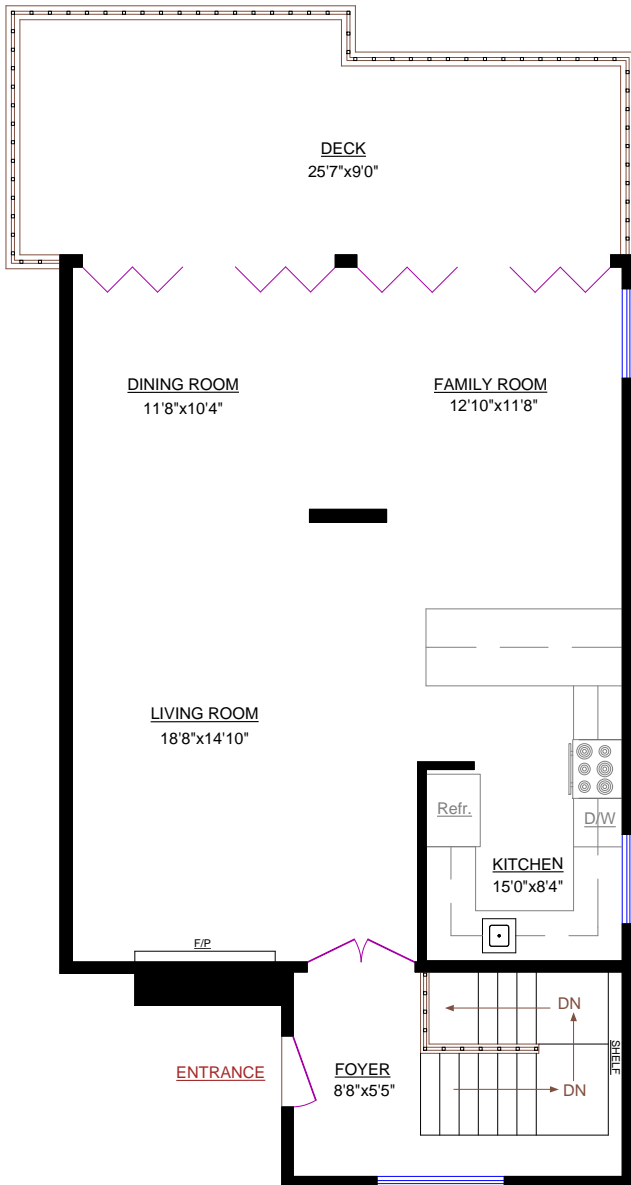 DECK
25'7"x9'0"
DINING ROOM
11'8"x10'4"
FAMILY ROOM
12'10"x11'8"
LIVING ROOM
18'8"x14'10"
Refr.
D/W
KITCHEN
15'0"x8'4"
F/P
DN
SHELF
ENTRANCE
FOYER
8'8"x5'5"
DN